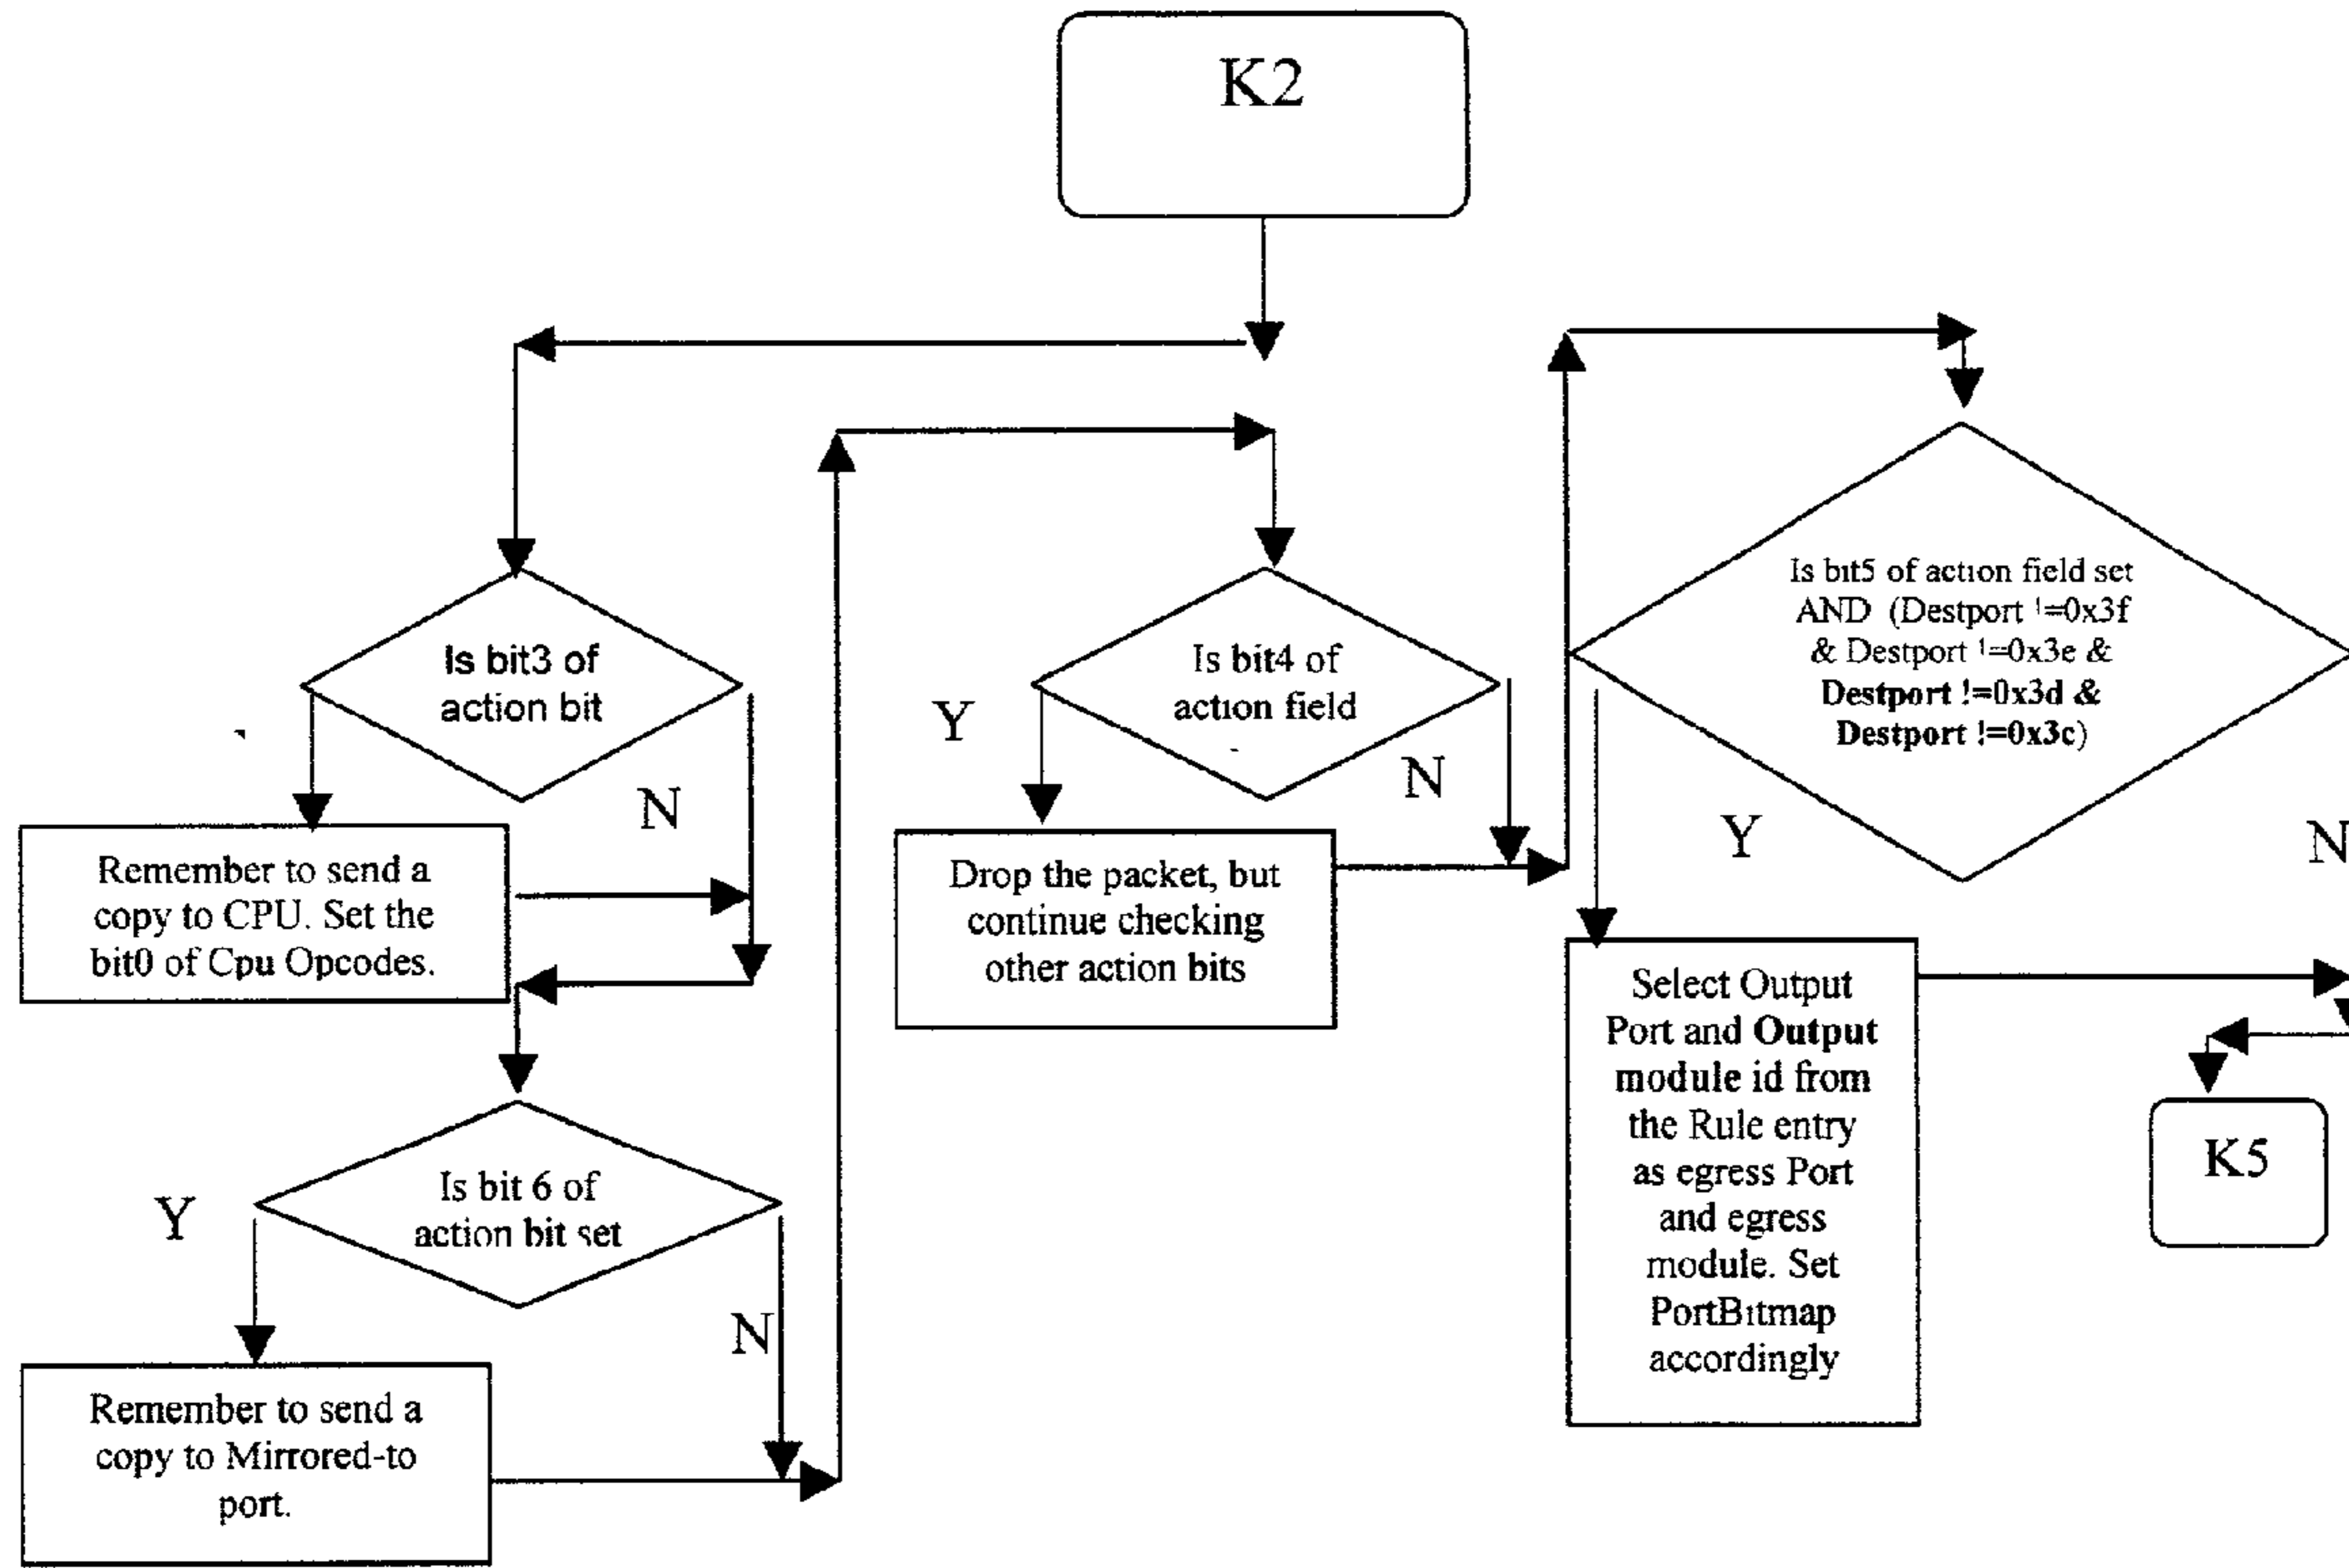 K2
Is bit3 of
action bit
N
Remember to send a
copy to CPU. Set the
bit0 of Cpu Opcodes.
Is bit 6 of
action bit set
Y
N
Remember to send a
copy to Mirrored-to
port.
Is bit4 of
action field
Y
N
Drop the packet, but
continue checking
other action bits
Is bit5 of action field set
AND (Destport !=0x3f
& Destport !=0x3e &
Destport !=0x3d &
Destport !=0x3c)
Y
N
Select Output
Port and Output
module id from
the Rule entry
as egress Port
and egress
module. Set
PortBitmap
accordingly
K5